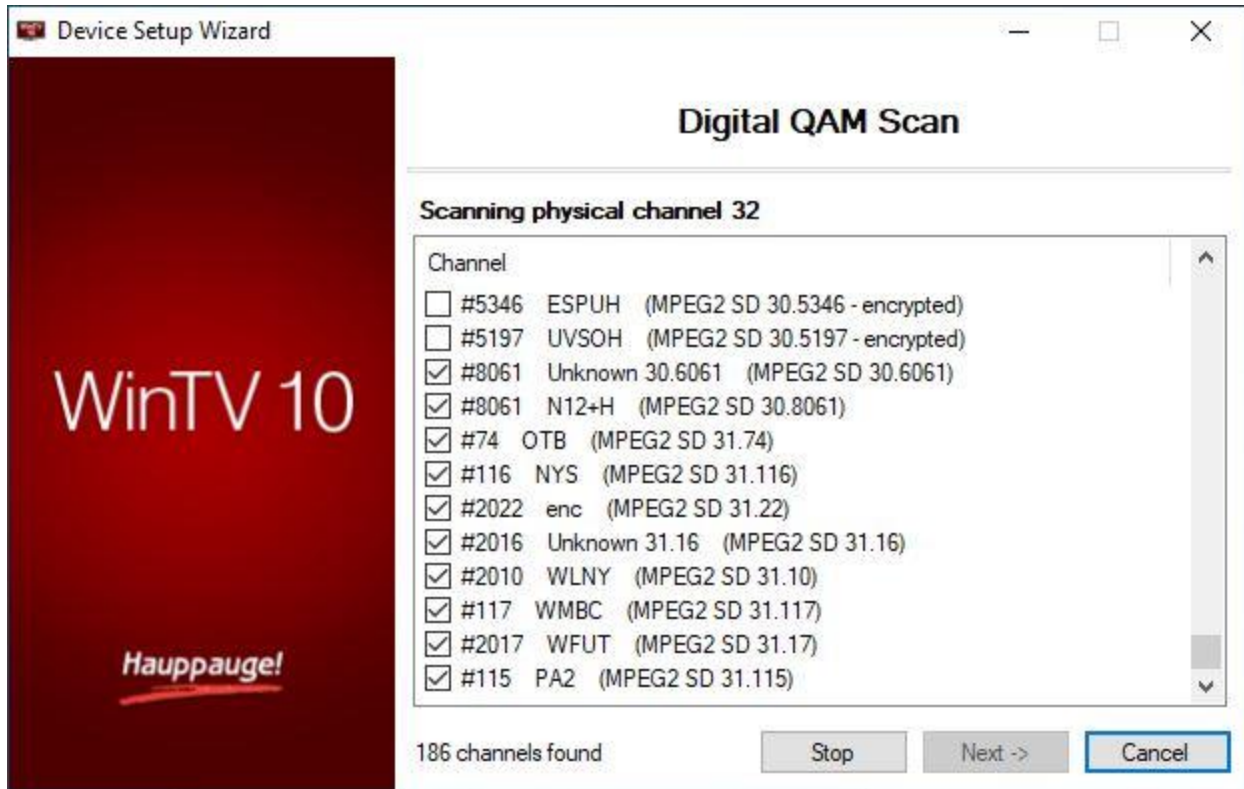 Device Setup Wizard
WinTV 10
Hauppauge!
Digital QAM Scan
Scanning physical channel 32
Channel
#5346 ESPUH (MPEG2 SD 30.5346 - encrypted)
#5197 UVSOH (MPEG2 SD 30.5197 - encrypted)
#8061 Unknown 30.6061 (MPEG2 SD 30.6061)
#8061 N12+H (MPEG2 SD 30.8061)
#74 OTB (MPEG2 SD 31.74)
#116 NYS (MPEG2 SD 31.116)
#2022 enc (MPEG2 SD 31.22)
#2016 Unknown 31.16 (MPEG2 SD 31.16)
#2010 WLNY (MPEG2 SD 31.10)
#117 WMBC (MPEG2 SD 31.117)
#2017 WFUT (MPEG2 SD 31.17)
#115 PA2 (MPEG2 SD 31.115)
186 channels found Stop Next -> Cancel